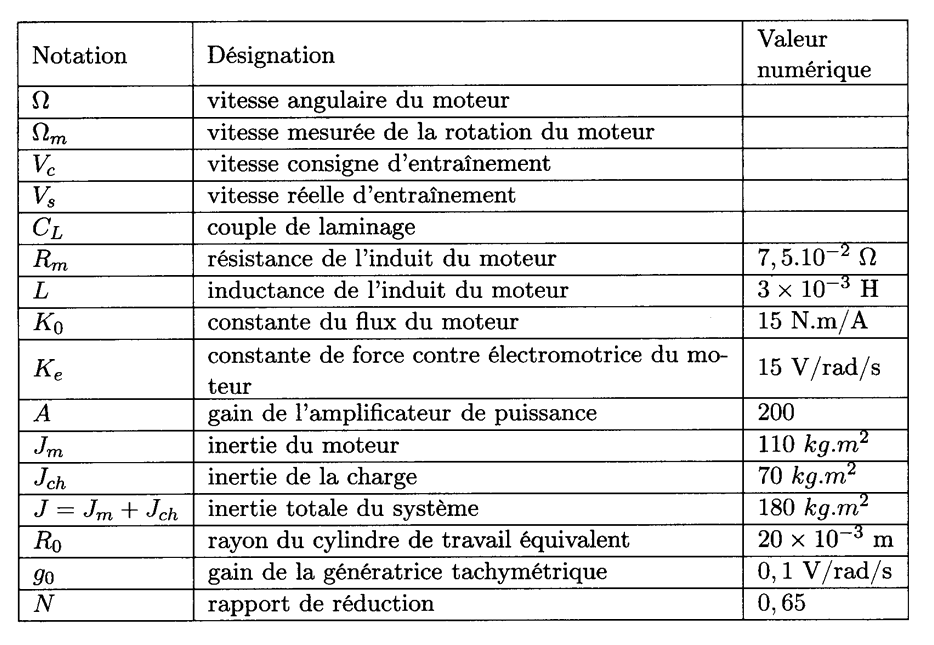 Notation Désignation Valeur
numérique
Ω vitesse angulaire du moteur
Ω_m vitesse mesurée de la rotation du moteur
V_c vitesse consigne d'entraînement
V_s vitesse réelle d'entraînement
C_L couple de laminage
R_m résistance de l'induit du moteur 7,5.10^{-2} Ω
L inductance de l'induit du moteur 3 × 10^{-3} H
K_0 constante du flux du moteur 15 N.m/A
K_e constante de force contre électromotrice du mo-
teur 15 V/rad/s
A gain de l'amplificateur de puissance 200
J_m inertie du moteur 110 kg.m^2
J_{ch} inertie de la charge 70 kg.m^2
J = J_m + J_{ch} inertie totale du système 180 kg.m^2
R_0 rayon du cylindre de travail équivalent 20 × 10^{-3} m
g_0 gain de la génératrice tachymétrique 0,1 V/rad/s
N rapport de réduction 0,65